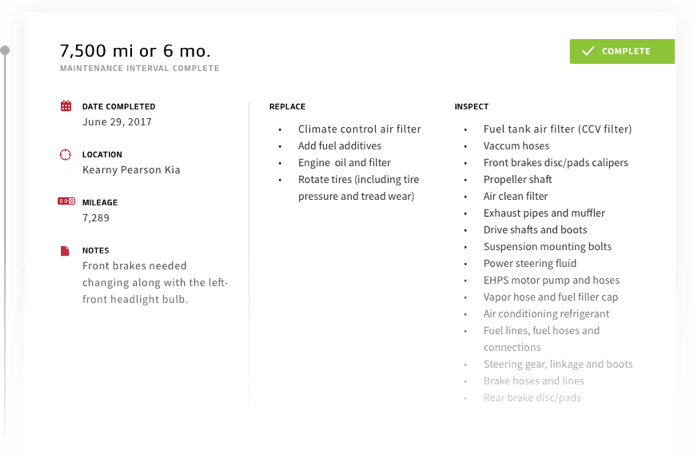 7,500 mi or 6 mo.
MAINTENANCE INTERVAL COMPLETE
COMPLETE
DATE COMPLETED
June 29, 2017
LOCATION
Kearny Pearson Kia
MILEAGE
7,289
NOTES
Front brakes needed
changing along with the left-
front headlight bulb.
REPLACE
• Climate control air filter
• Add fuel additives
• Engine oil and filter
• Rotate tires (including tire
pressure and tread wear)
INSPECT
• Fuel tank air filter (CCV filter)
• Vaccum hoses
• Front brakes disc/pads calipers
• Propeller shaft
• Air clean filter
• Exhaust pipes and muffler
• Drive shafts and boots
• Suspension mounting bolts
• Power steering fluid
• EHPS motor pump and hoses
• Vapor hose and fuel filler cap
• Air conditioning refrigerant
• Fuel lines, fuel hoses and
connections
• Steering gear, linkage and boots
• Brake hoses and lines
• Rear brake disc/pads